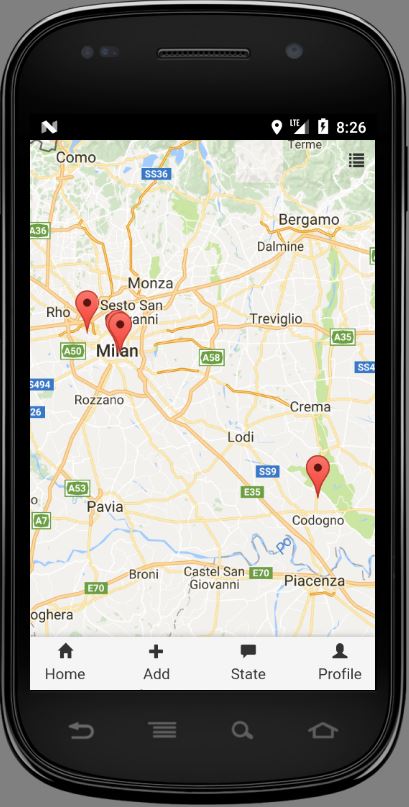 LTE 8:26
Terme
Como
SS36
Bergamo
A36
Dalmine
Monza
Rho
Sesto San
Giovanni
Treviglio
A35
Milan
A50
A58
SS494
SS4
Rozzano
26
Crema
Lodi
SS9
A53
E35
Pavia
A7
Codogno
Po
Broni
Castel San
Giovanni
E70
E70
Piacenza
oghera
Home
Add
State
Profile